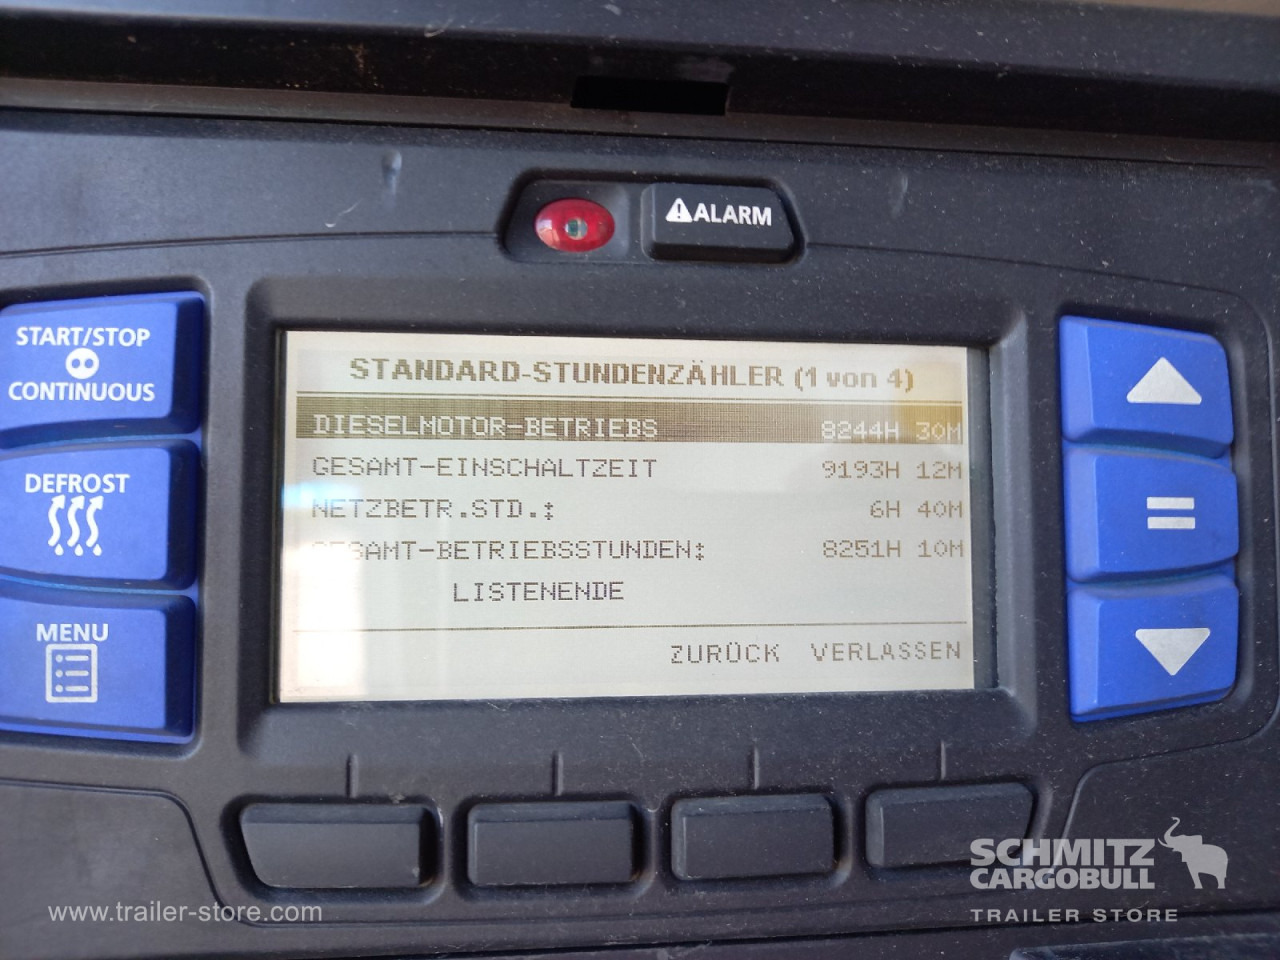 ALARM
START/STOP
CONTINUOUS
DEFROST
MENU
STANDARD-STUNDENZÄHLER (1 von 4)
DIESELMOTOR-BETRIEBS 8244H 30M
GESAMT-EINSCHALTZEIT 9193H 12M
NETZBETR.STD.: 6H 40M
GESAMT-BETRIEBSSTUNDEN: 8251H 10M
LISTENENDE
ZURÜCK VERLASSEN
SCHMITZ
CARGOBULL
TRAILER STORE
www.trailer-store.com